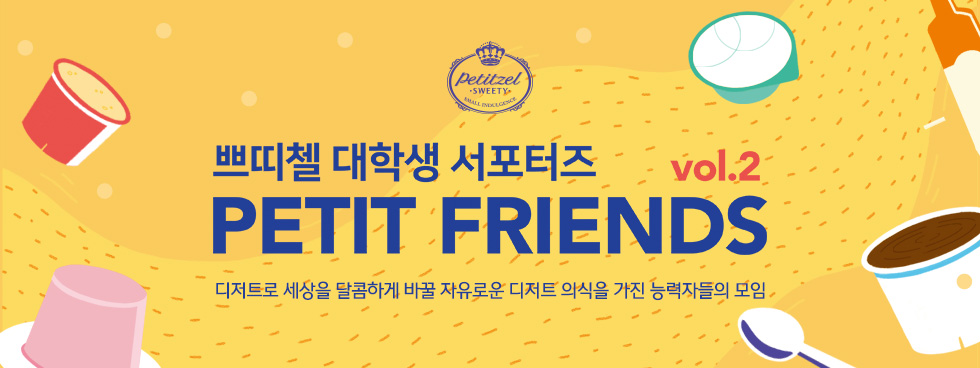 Petitzel
SWEETY
SMALL INDULGENCE
쁘띠첼 대학생 서포터즈 vol.2
PETIT FRIENDS
디저트로 세상을 달콤하게 바꿀 자유로운 디저트 의식을 가진 능력자들의 모임